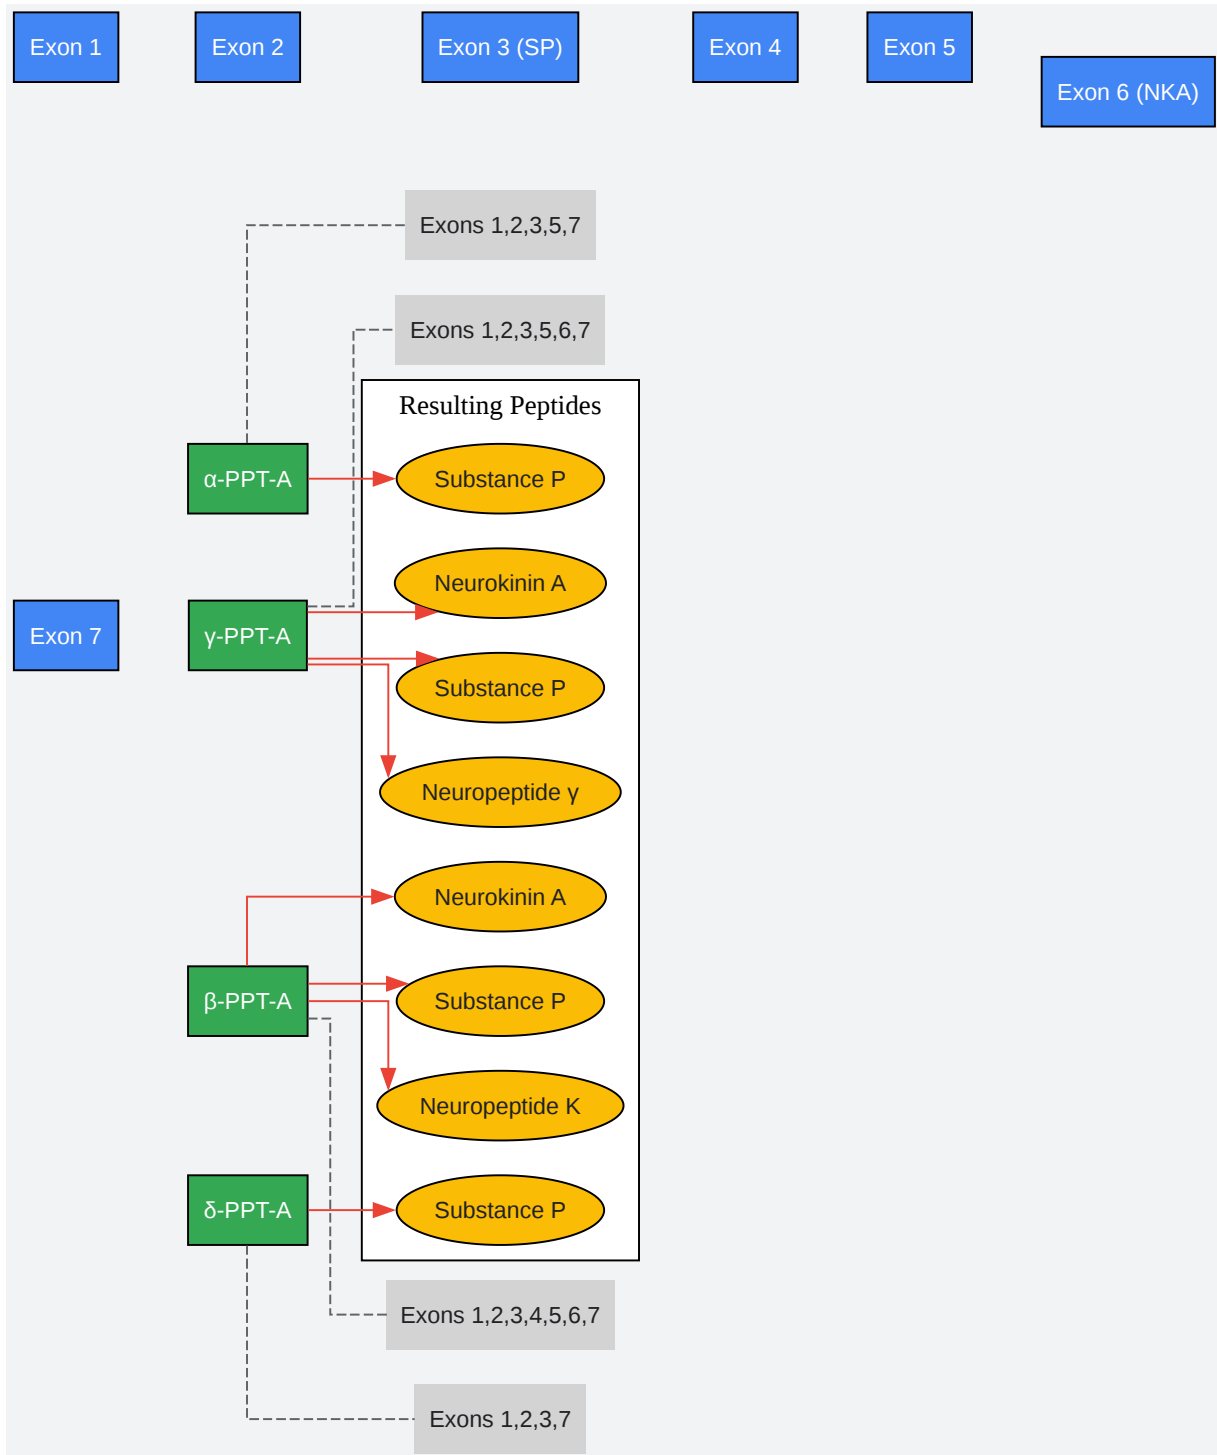 Exon 1
Exon 2
Exon 3 (SP)
Exon 4
Exon 5
Exon 6 (NKA)
Exons 1,2,3,5,7
Exons 1,2,3,5,6,7
Resulting Peptides
α-PPT-A
Substance P
Neurokinin A
Exon 7
γ-PPT-A
Substance P
Neuropeptide γ
Neurokinin A
β-PPT-A
Substance P
Neuropeptide K
δ-PPT-A
Substance P
Exons 1,2,3,4,5,6,7
Exons 1,2,3,7